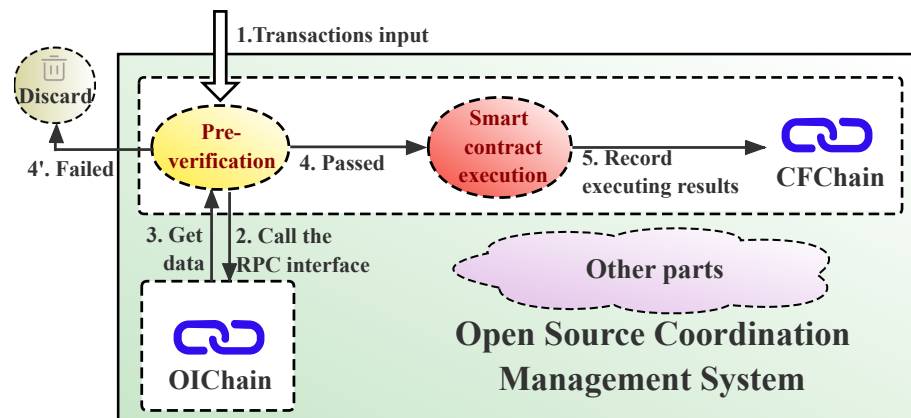 1.Transactions input
Discard
4'. Failed
Pre-
verification
4. Passed
Smart
contract
execution
5. Record
executing results
CFChain
3. Get
data
2. Call the
RPC interface
OIChain
Other parts
Open Source Coordination
Management System